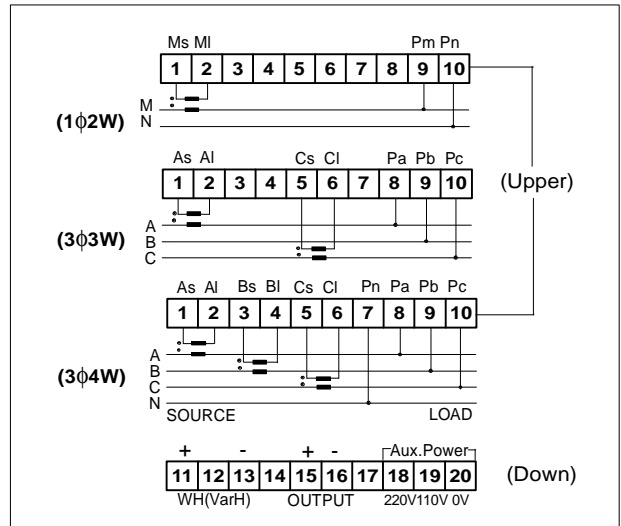 Ms Ml Pm Pn
1 2 3 4 5 6 7 8 9 10
M
(1ϕ2W) N
As Al Cs Cl Pa Pb Pc
1 2 3 4 5 6 7 8 9 10 (Upper)
A
(3ϕ3W) B
C
As Al Bs Bl Cs Cl Pn Pa Pb Pc
1 2 3 4 5 6 7 8 9 10
A
(3ϕ4W) B
C
N
SOURCE LOAD
+ - + - Aux.Power
11 12 13 14 15 16 17 18 19 20 (Down)
WH(VarH) OUTPUT 220V110V 0V